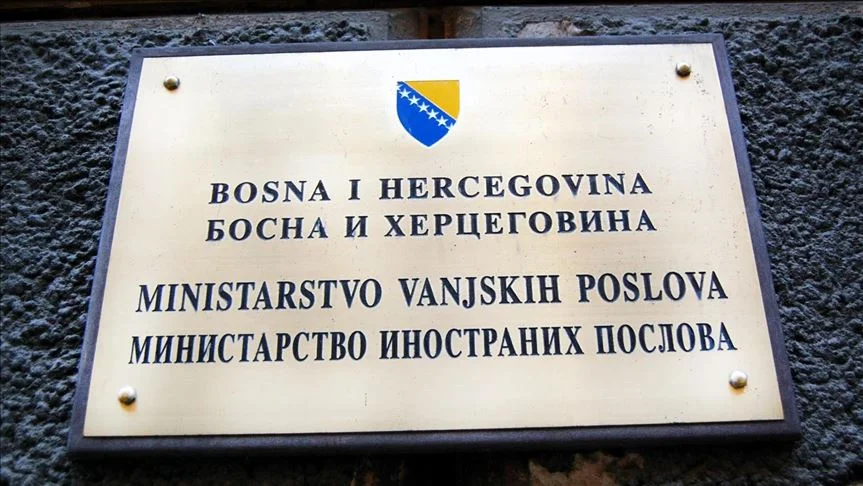 BOSNA I HERCEGOVINA
БОСНА И ХЕРЦЕГОВИНА
MINISTARSTVO VANJSKIH POSLOVA
МИНИСТАРСТВО ИНОСТРАНИХ ПОСЛОВА